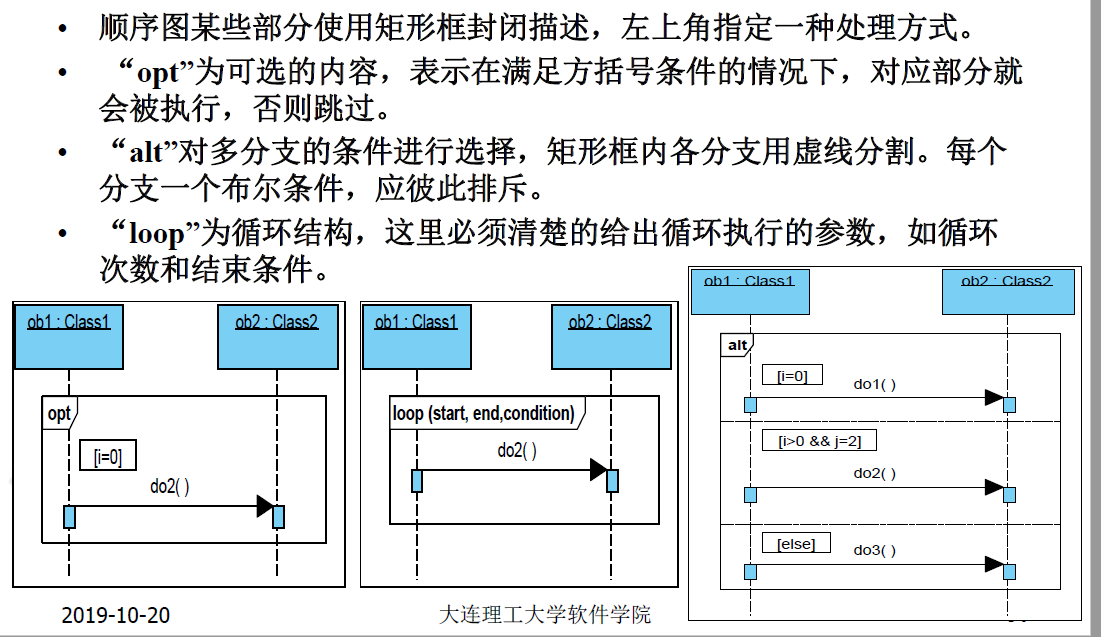 • 顺序图某些部分使用矩形框封闭描述，左上角指定一种处理方式。
• “opt”为可选的内容，表示在满足方括号条件的情况下，对应部分就
会被执行，否则跳过。
• “alt”对多分支的条件进行选择，矩形框内各分支用虚线分割。每个
分支一个布尔条件，应彼此排斥。
• “loop”为循环结构，这里必须清楚的给出循环执行的参数，如循环
次数和结束条件。
ob1 : Class1
ob2 : Class2
opt
[i=0]
do2( )
ob1 : Class1
ob2 : Class2
loop (start, end,condition)
do2( )
ob1 : Class1
ob2 : Class2
alt
[i=0]
do1( )
[i>0 && j=2]
do2( )
[else]
do3( )
2019-10-20
大连理工大学软件学院